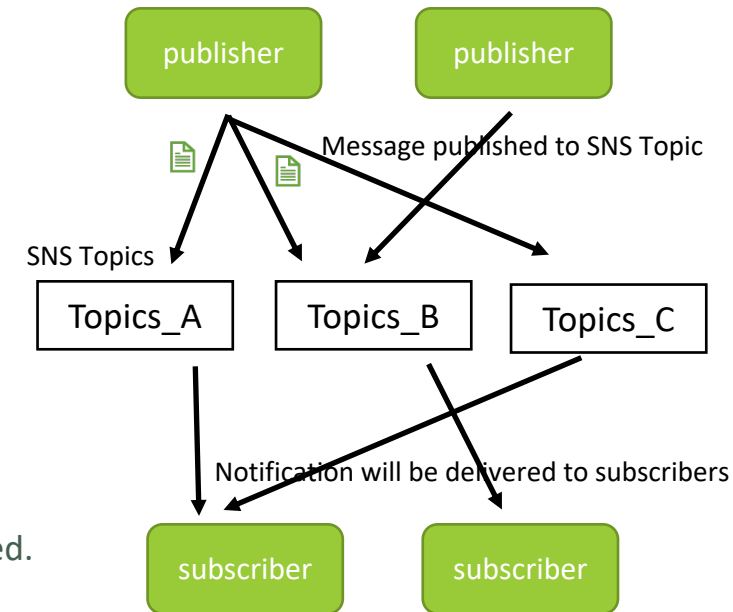 publisher
publisher
Message published to SNS Topic
SNS Topics
Topics_A
Topics_B
Topics_C
Notification will be delivered to subscribers
ed.
subscriber
subscriber